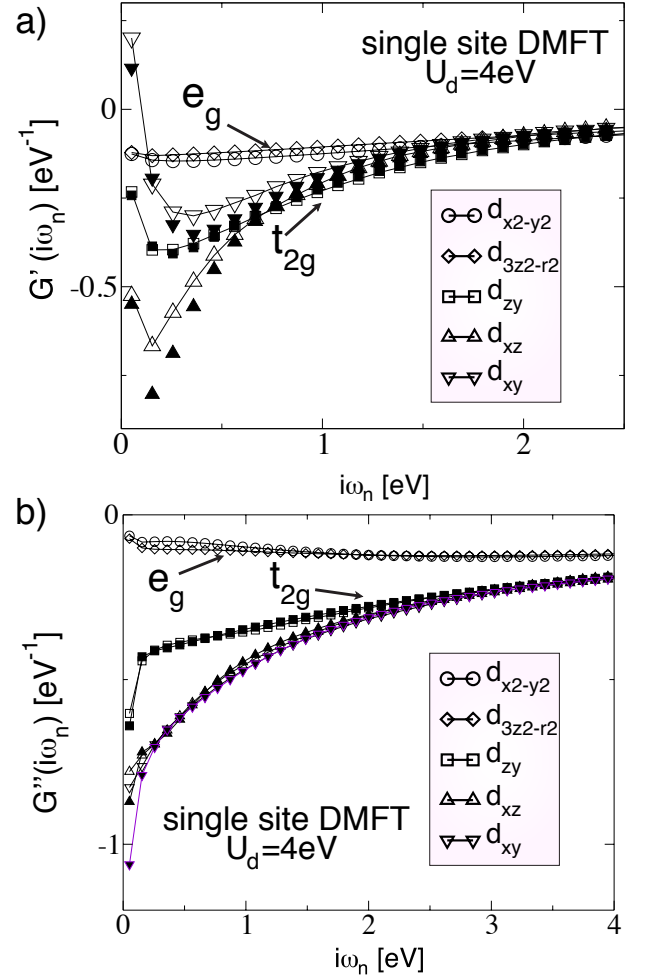 a)
single site DMFT
U_d=4eV
e_g
t_2g
0
-0.5
G' (iω_n) [eV^-1]
d_x2-y2
d_3z2-r2
d_zy
d_xz
d_xy
0
1
2
iω_n [eV]
b)
0
-1
e_g
t_2g
G''(iω_n) [eV^-1]
d_x2-y2
d_3z2-r2
d_zy
d_xz
d_xy
single site DMFT
U_d=4eV
0
1
2
3
4
iω_n [eV]